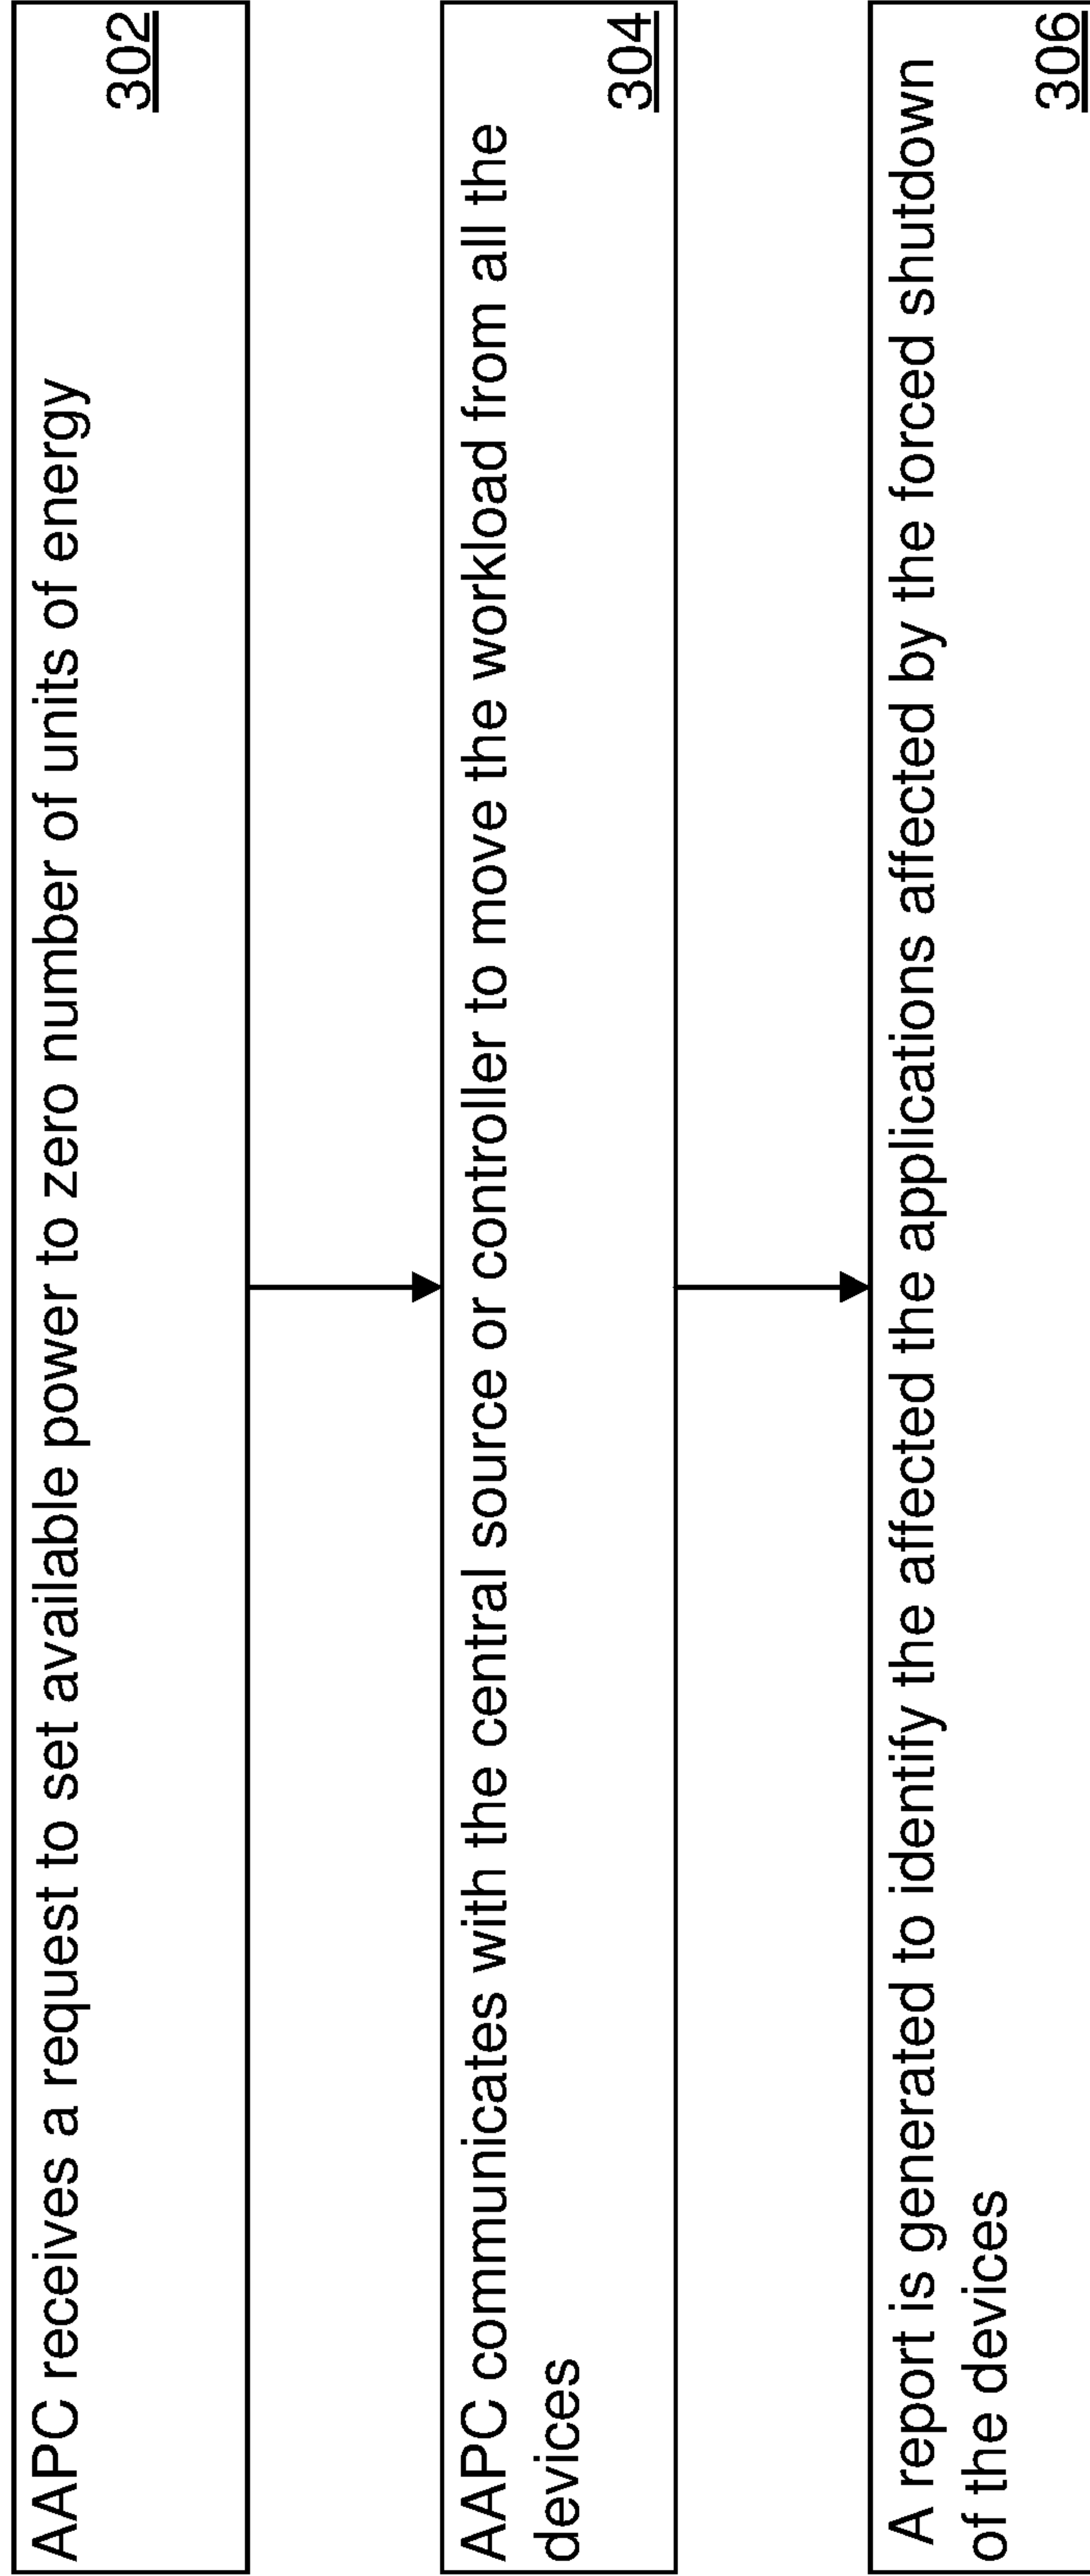 AAPC receives a request to set available power to zero number of units of energy
302
AAPC communicates with the central source or controller to move the workload from all the
devices
304
A report is generated to identify the affected the applications affected by the forced shutdown
of the devices
306